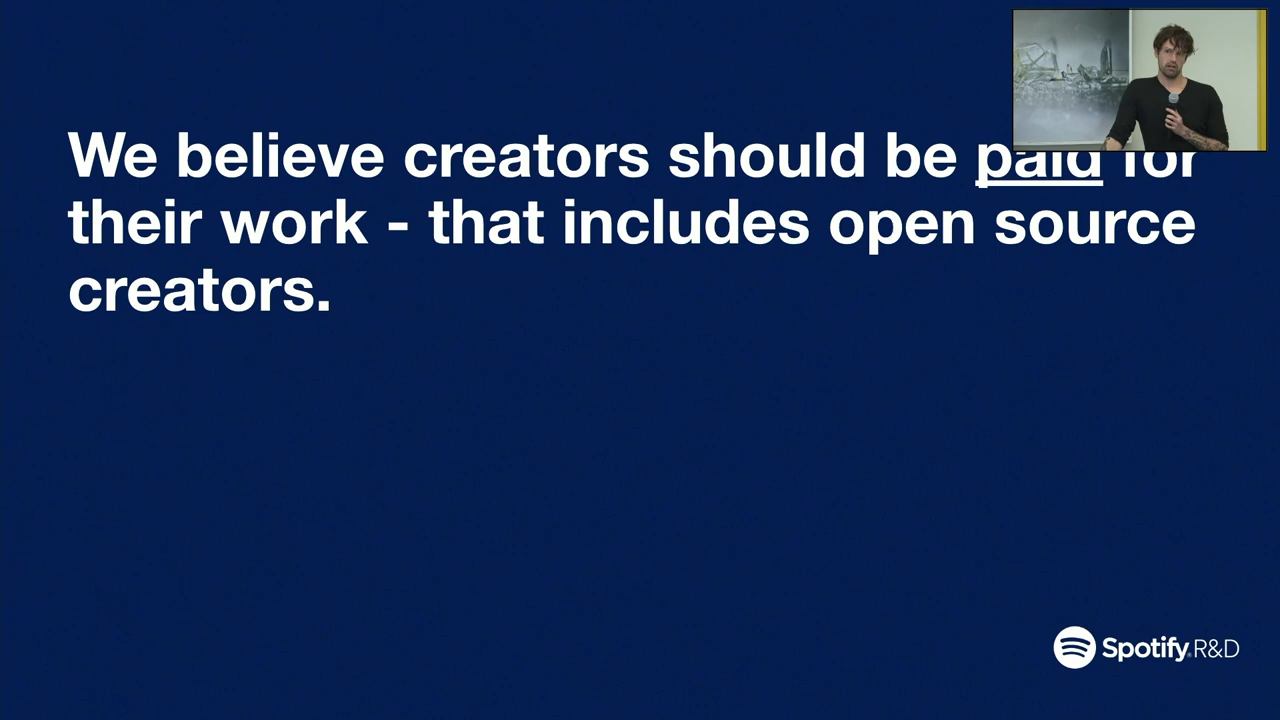 We believe creators should be paid for
their work - that includes open source
creators.
Spotify R&D